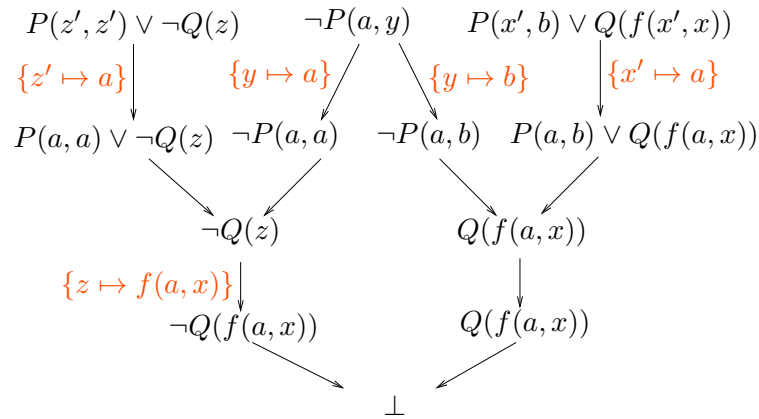 P(z′, z′) ∨ ¬Q(z) ¬P(a, y) P(x′, b) ∨ Q(f(x′, x))
{z′ ↦ a} {y ↦ a} {y ↦ b} {x′ ↦ a}
P(a, a) ∨ ¬Q(z) ¬P(a, a) ¬P(a, b) P(a, b) ∨ Q(f(a, x))
¬Q(z) Q(f(a, x))
{z ↦ f(a, x)}
¬Q(f(a, x)) Q(f(a, x))
⊥